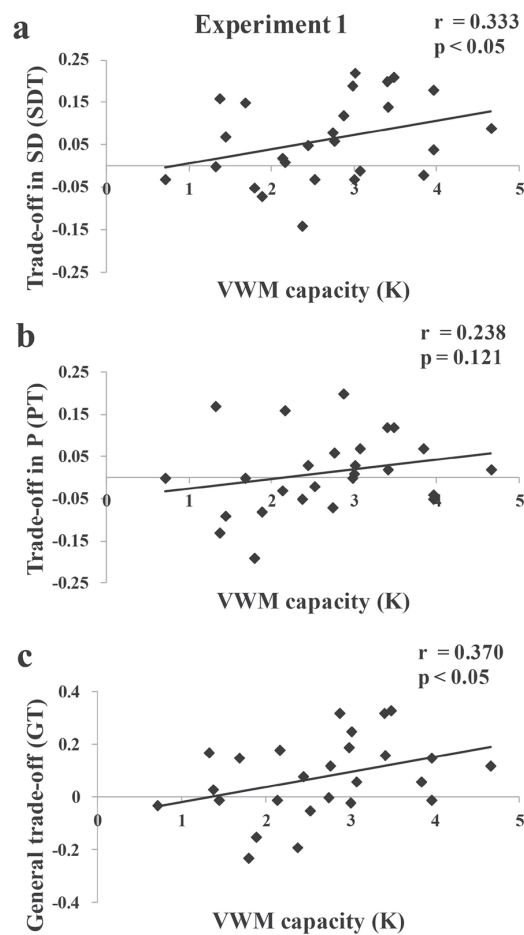 a
Experiment 1
r = 0.333
p < 0.05
0.25
0.15
0.05
-0.05
-0.15
-0.25
0 1 2 3 4 5
Trade-off in SD (SDT)
VWM capacity (K)
b
r = 0.238
p = 0.121
0.25
0.15
0.05
-0.05
-0.15
-0.25
0 1 2 3 4 5
Trade-off in P (PT)
VWM capacity (K)
c
r = 0.370
p < 0.05
0.4
0.2
0
-0.2
-0.4
0 1 2 3 4 5
General trade-off (GT)
VWM capacity (K)